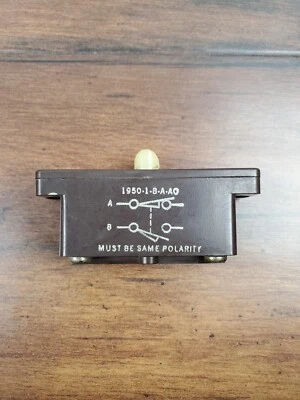 1950-1-B-A-AO
A
B
MUST BE SAME POLARITY